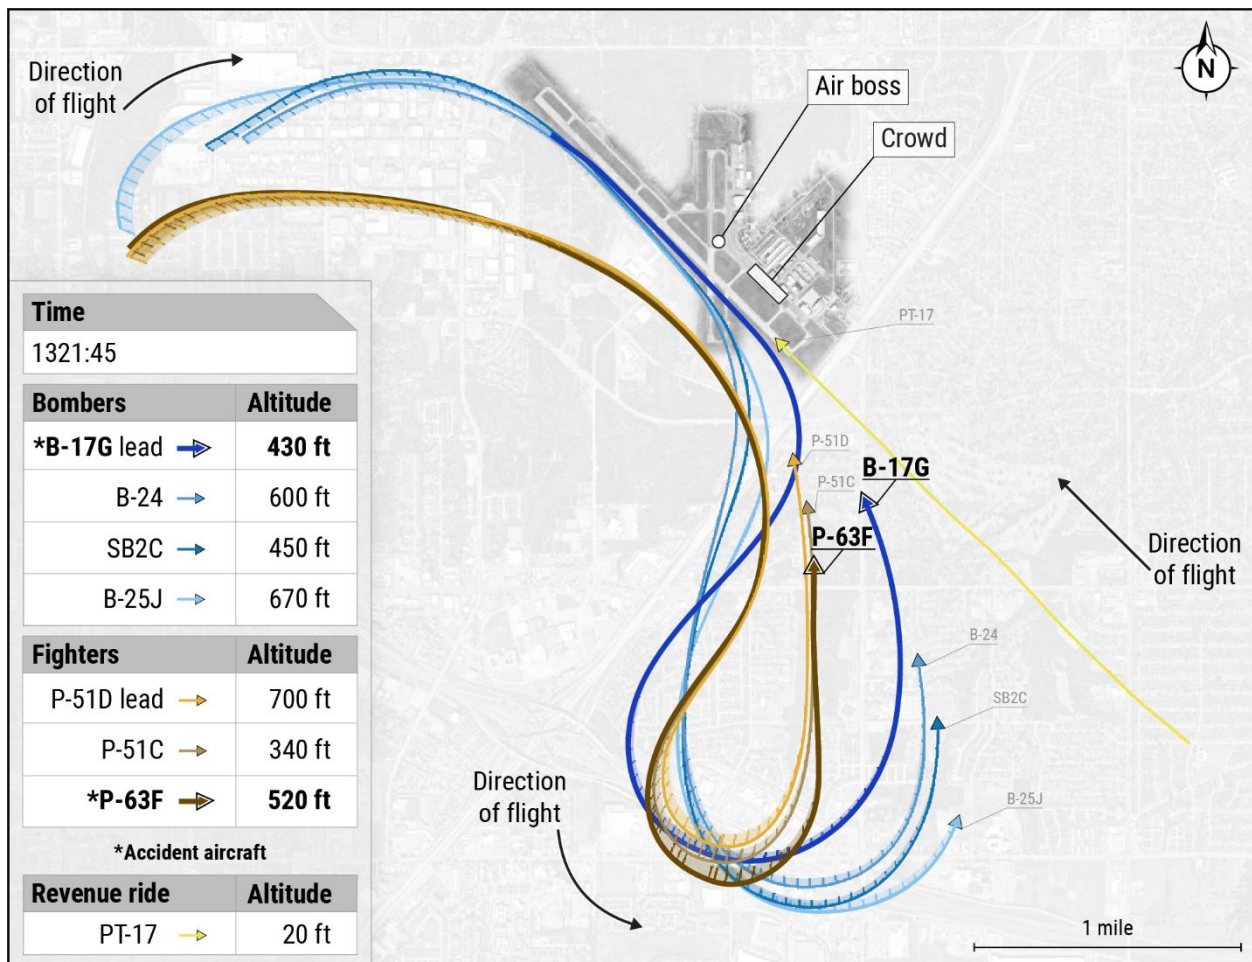 Direction
of flight
N
Air boss
Crowd
Time
1321:45
PT-17
Bombers Altitude
*B-17G lead 430 ft
B-24 600 ft
SB2C 450 ft
B-25J 670 ft
P-51D
B-17G
P-51C
P-63F
Direction
of flight
Fighters Altitude
P-51D lead 700 ft
P-51C 340 ft
*P-63F 520 ft
B-24
SB2C
B-25J
Direction
of flight
*Accident aircraft
Revenue ride Altitude
PT-17 20 ft
1 mile